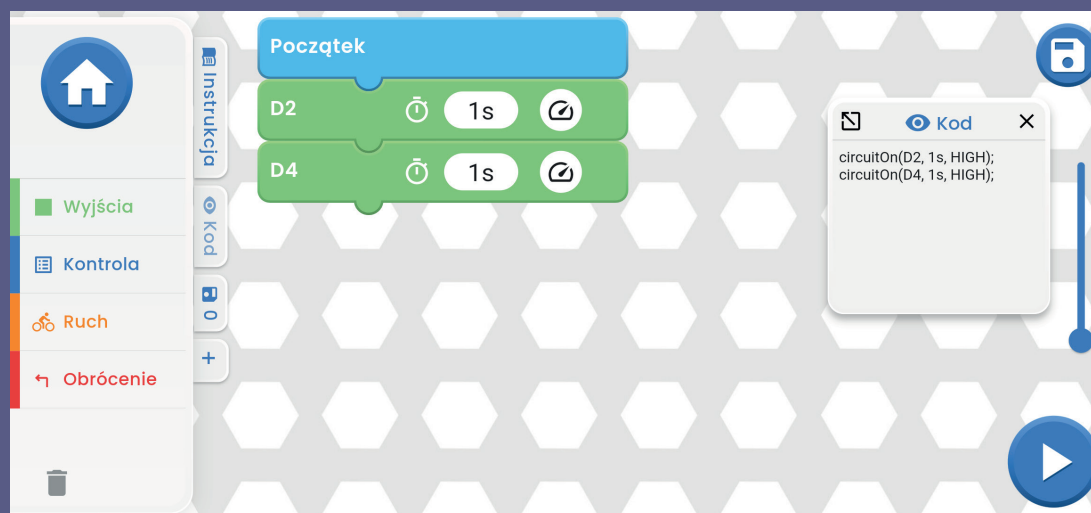 Początek
D2 1s
D4 1s
Instrukcja
Kod
0
+
Wyjścia
Kontrola
Ruch
Obrócenie
Kod
circuitOn(D2, 1s, HIGH);
circuitOn(D4, 1s, HIGH);